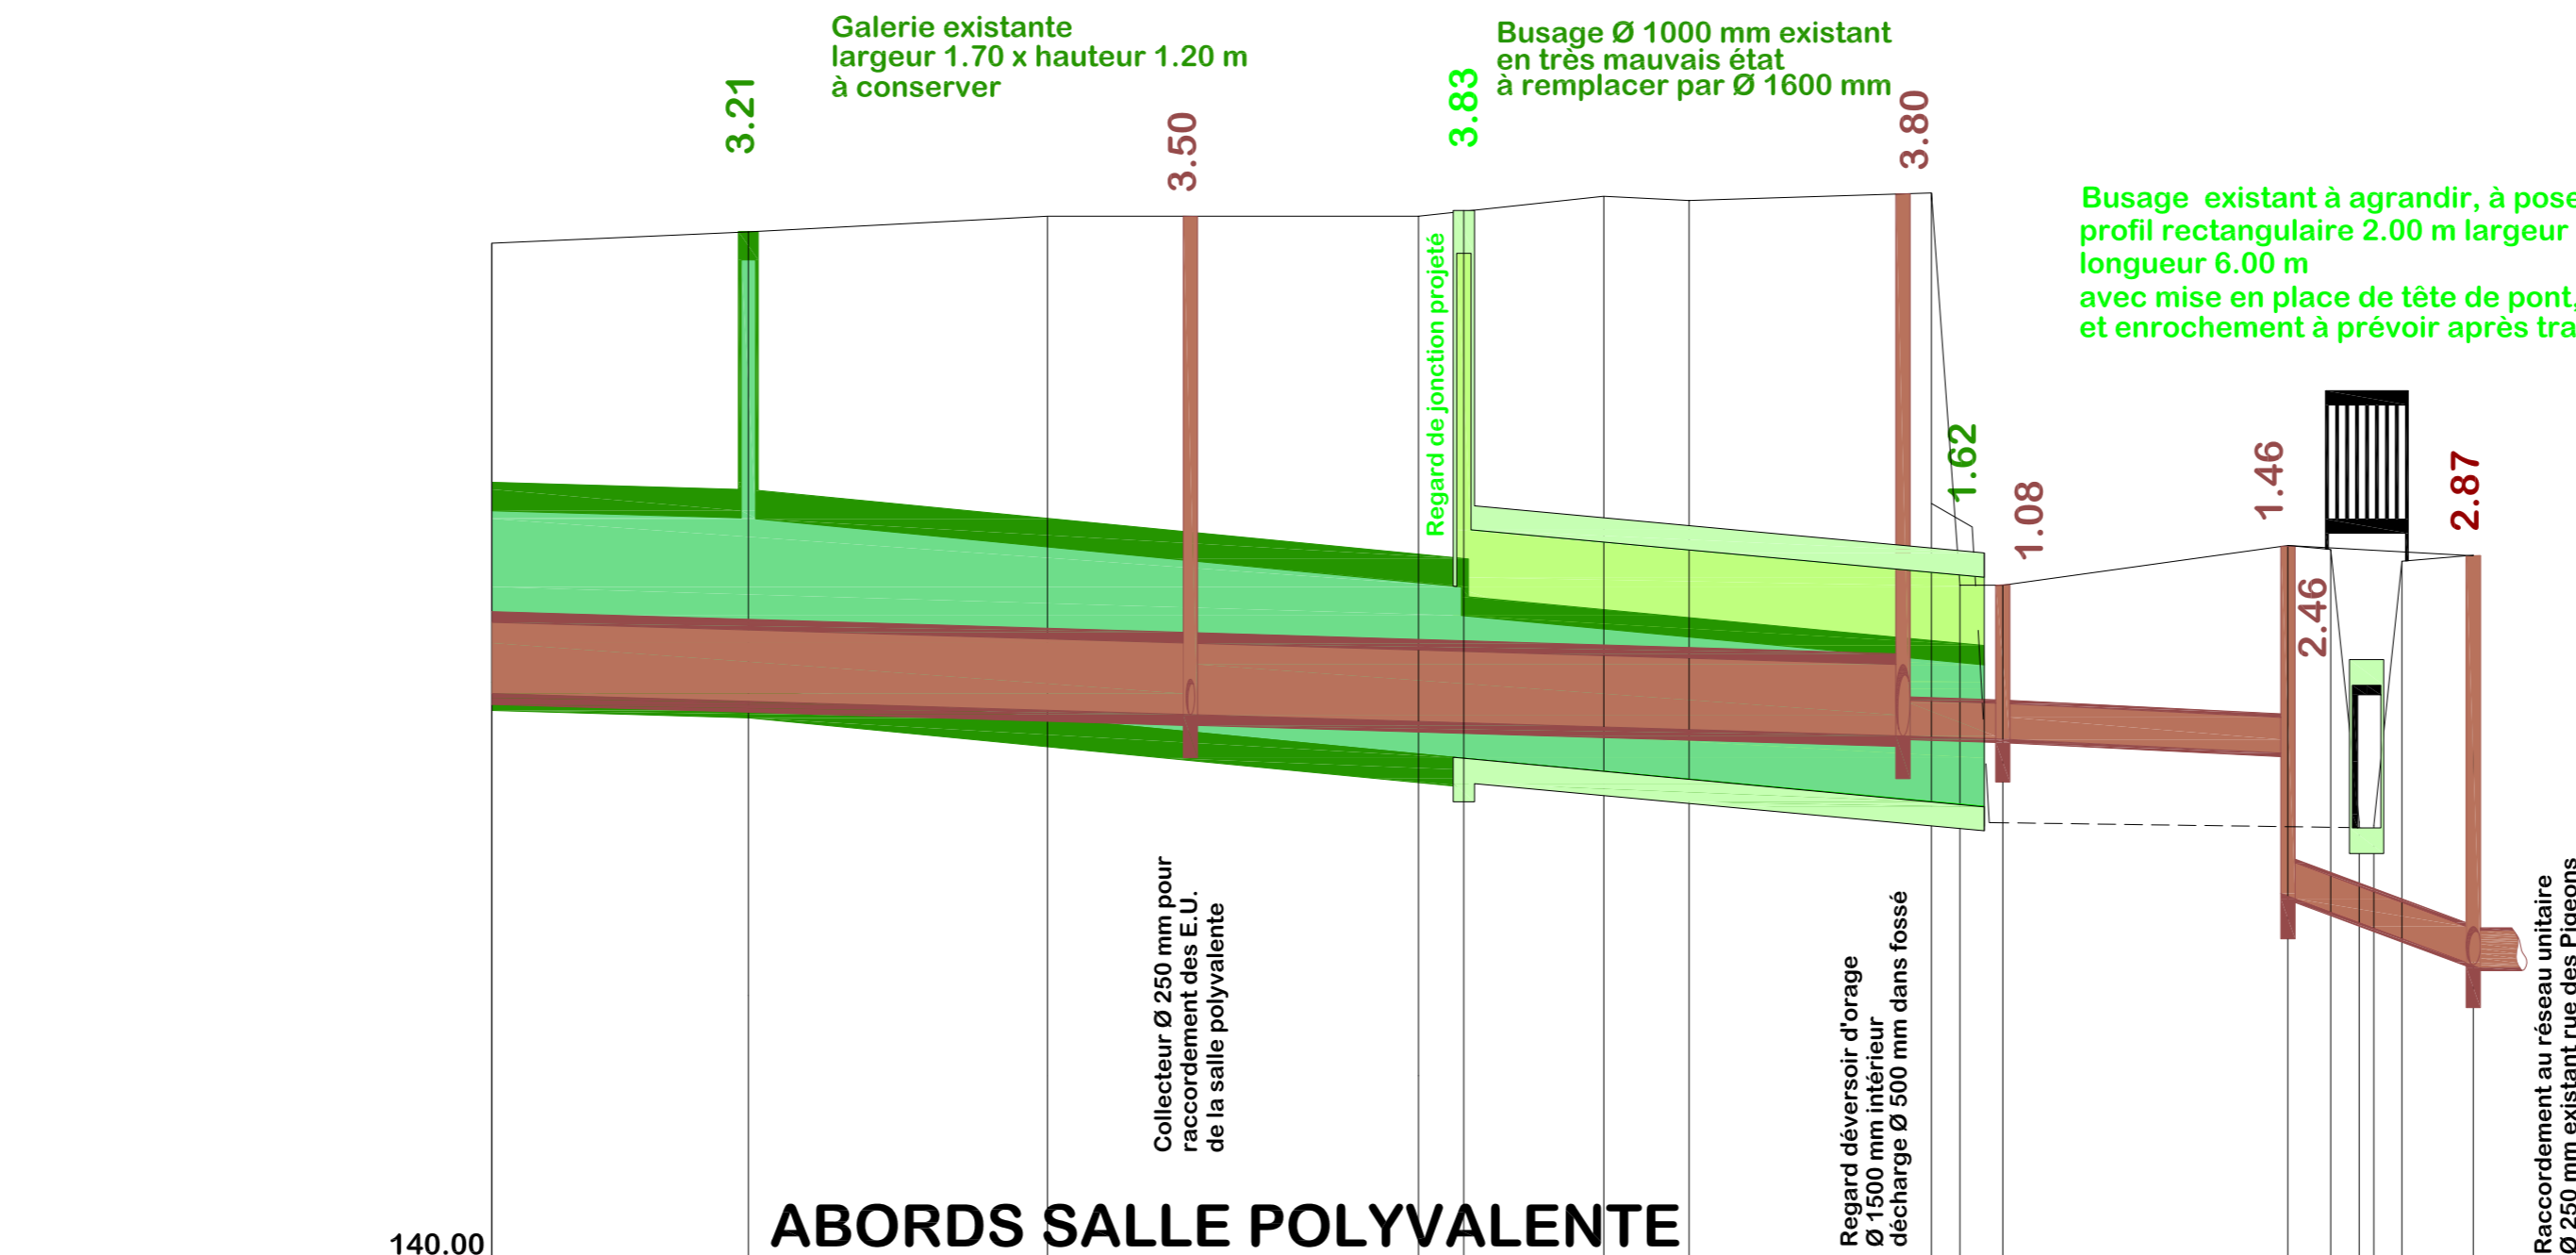 Galerie existante
largeur 1.70 x hauteur 1.20 m
à conserver
Busage Ø 1000 mm existant
en très mauvais état
à remplacer par Ø 1600 mm
3.21
3.50
3.83
3.80
Busage existant à agrandir, à pose
profil rectangulaire 2.00 m largeur
longueur 6.00 m
avec mise en place de tête de pont,
et enrochement à prévoir après tra
Regard de jonction projeté
1.62
1.08
1.46
2.46
2.87
Collecteur Ø 250 mm pour
raccordement des E.U.
de la salle polyvalente
Regard déversoir d'orage
Ø 1500 mm intérieur
décharge Ø 500 mm dans fossé
Raccordement au réseau unitaire
Ø 250 mm existant rue des Pigeons
ABORDS SALLE POLYVALENTE
140.00